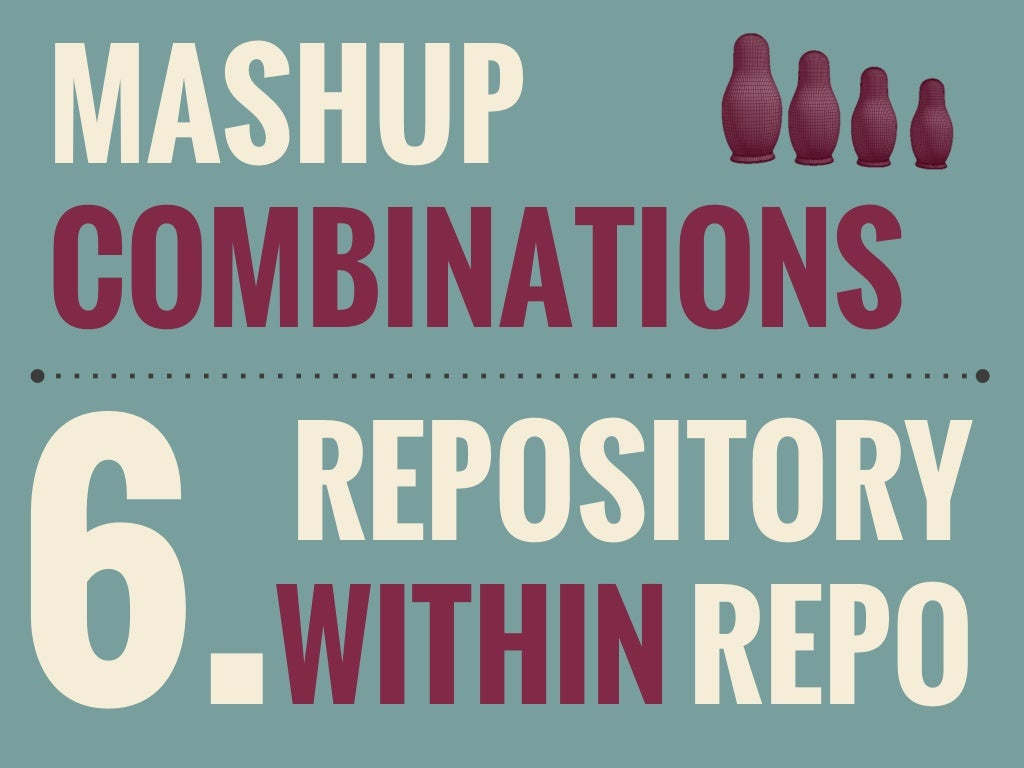 MASHUP
COMBINATIONS
6. REPOSITORY
WITHIN REPO